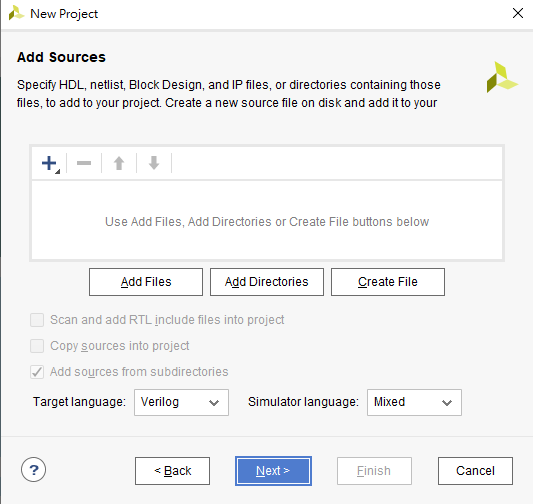 New Project
Add Sources
Specify HDL, netlist, Block Design, and IP files, or directories containing those
files, to add to your project. Create a new source file on disk and add it to your
Use Add Files, Add Directories or Create File buttons below
Add Files Add Directories Create File
Scan and add RTL include files into project
Copy sources into project
Add sources from subdirectories
Target language: Verilog Simulator language: Mixed
? < Back Next > Finish Cancel